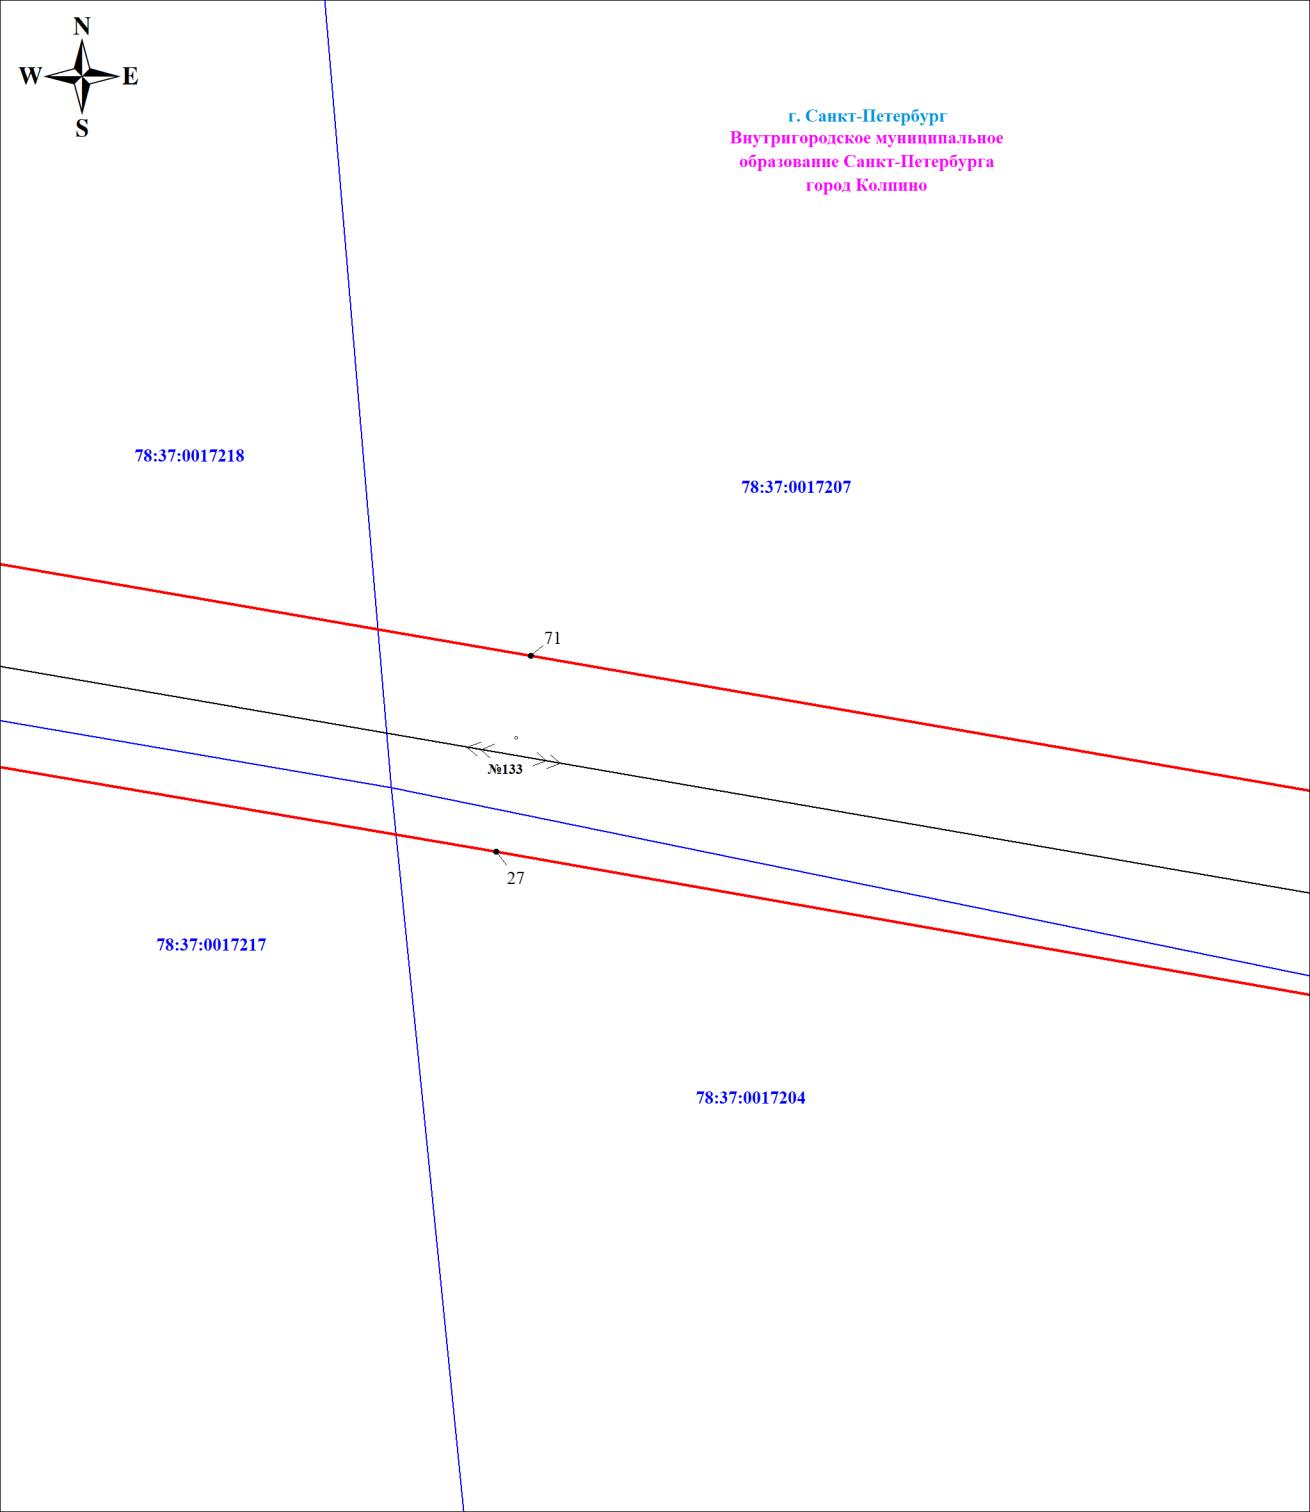 N
W E
S
г. Санкт-Петербург
Внутригородское муниципальное
образование Санкт-Петербурга
город Колпино
78:37:0017218
78:37:0017207
71
№133
27
78:37:0017217
78:37:0017204